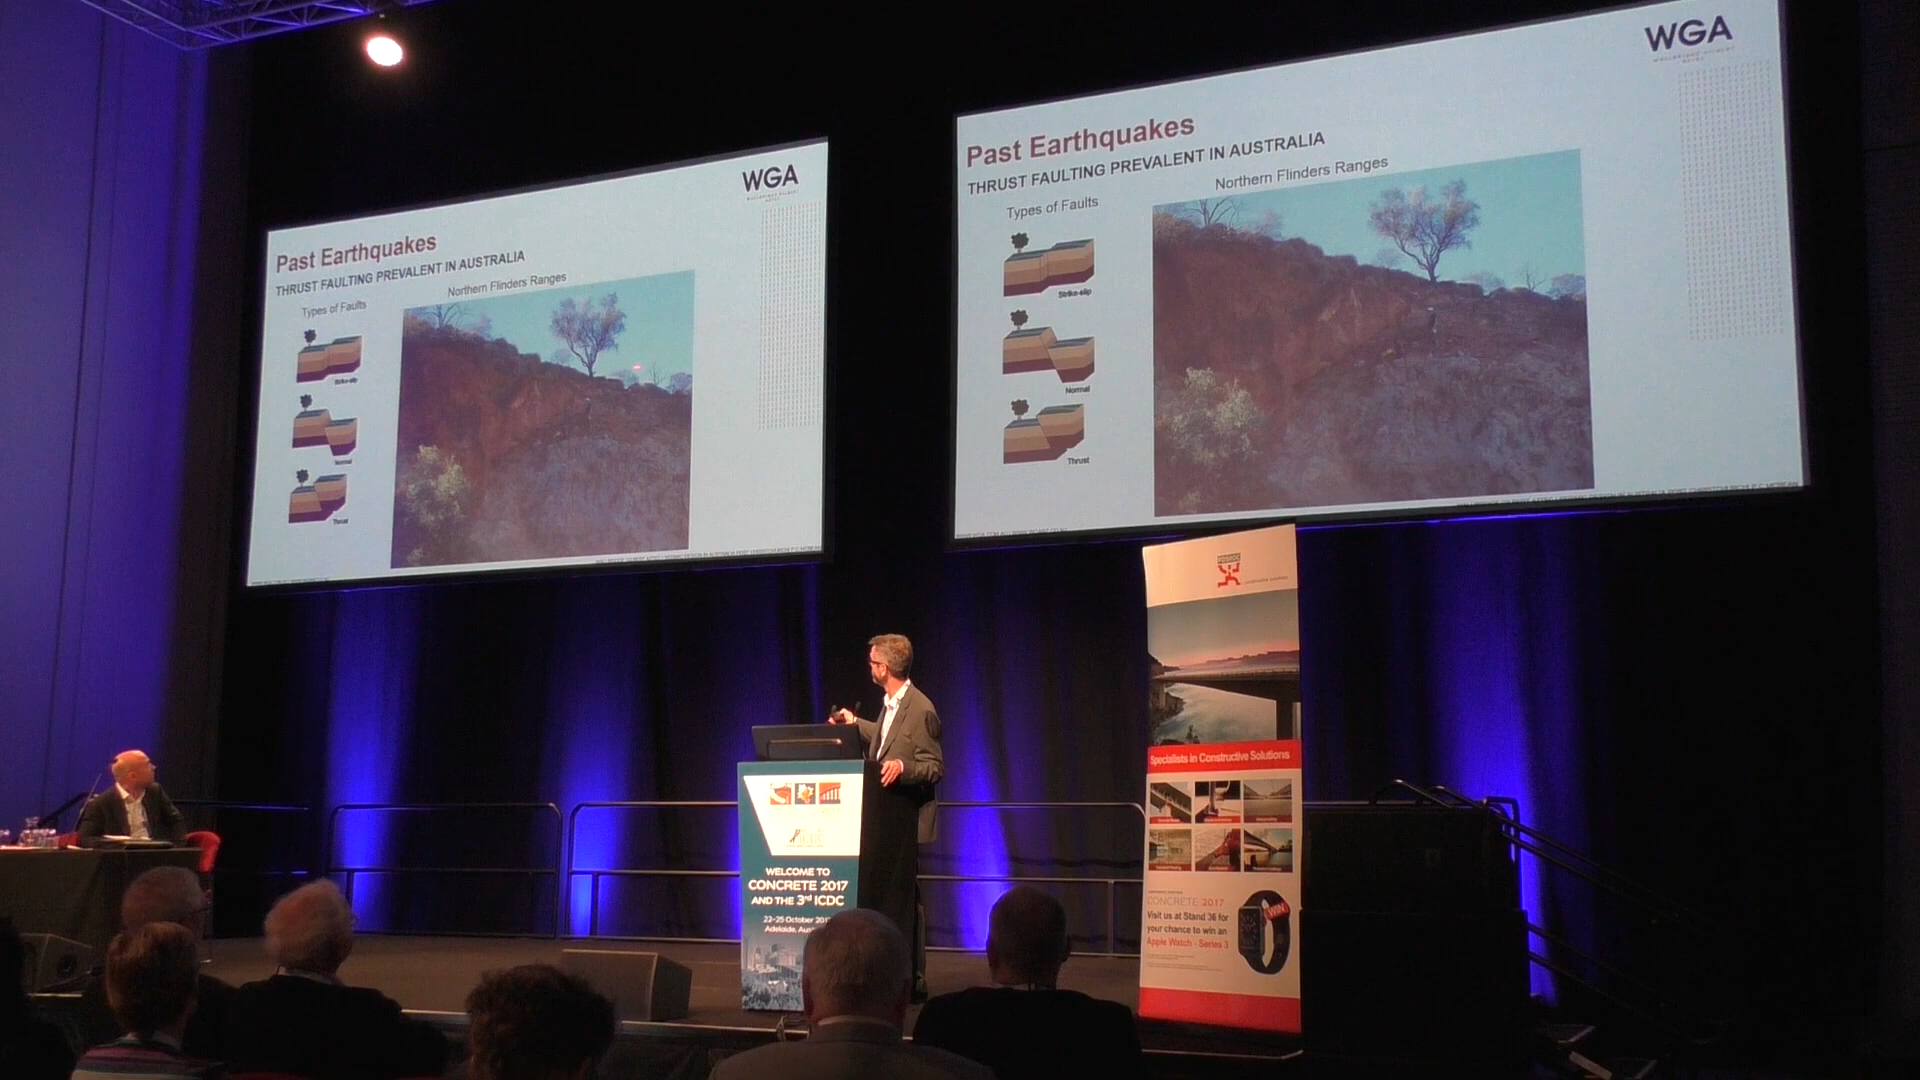 WGA
Past Earthquakes
THRUST FAULTING PREVALENT IN AUSTRALIA
Northern Flinders Ranges
Types of Faults
Strike-slip
Normal
Thrust
WGA
Past Earthquakes
THRUST FAULTING PREVALENT IN AUSTRALIA
Northern Flinders Ranges
Types of Faults
Strike-slip
Normal
Thrust
WELCOME TO
CONCRETE 2017
AND THE 3rd ICDC
22-25 October 2017
Adelaide,
Specialists in Constructive Solutions
CONCRETE 2017
Visit us at Stand 36 for
your chance to win an
Apple Watch - Series 3
WIN